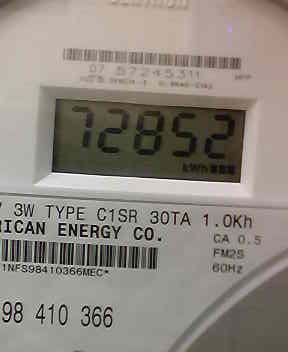 07 57245311
72852
kWh
V 3W TYPE C1SR 30TA 1.0Kh
RICAN ENERGY CO.
CA 0.5
FM2S
60Hz
1NFS98410366MEC*
98 410 366